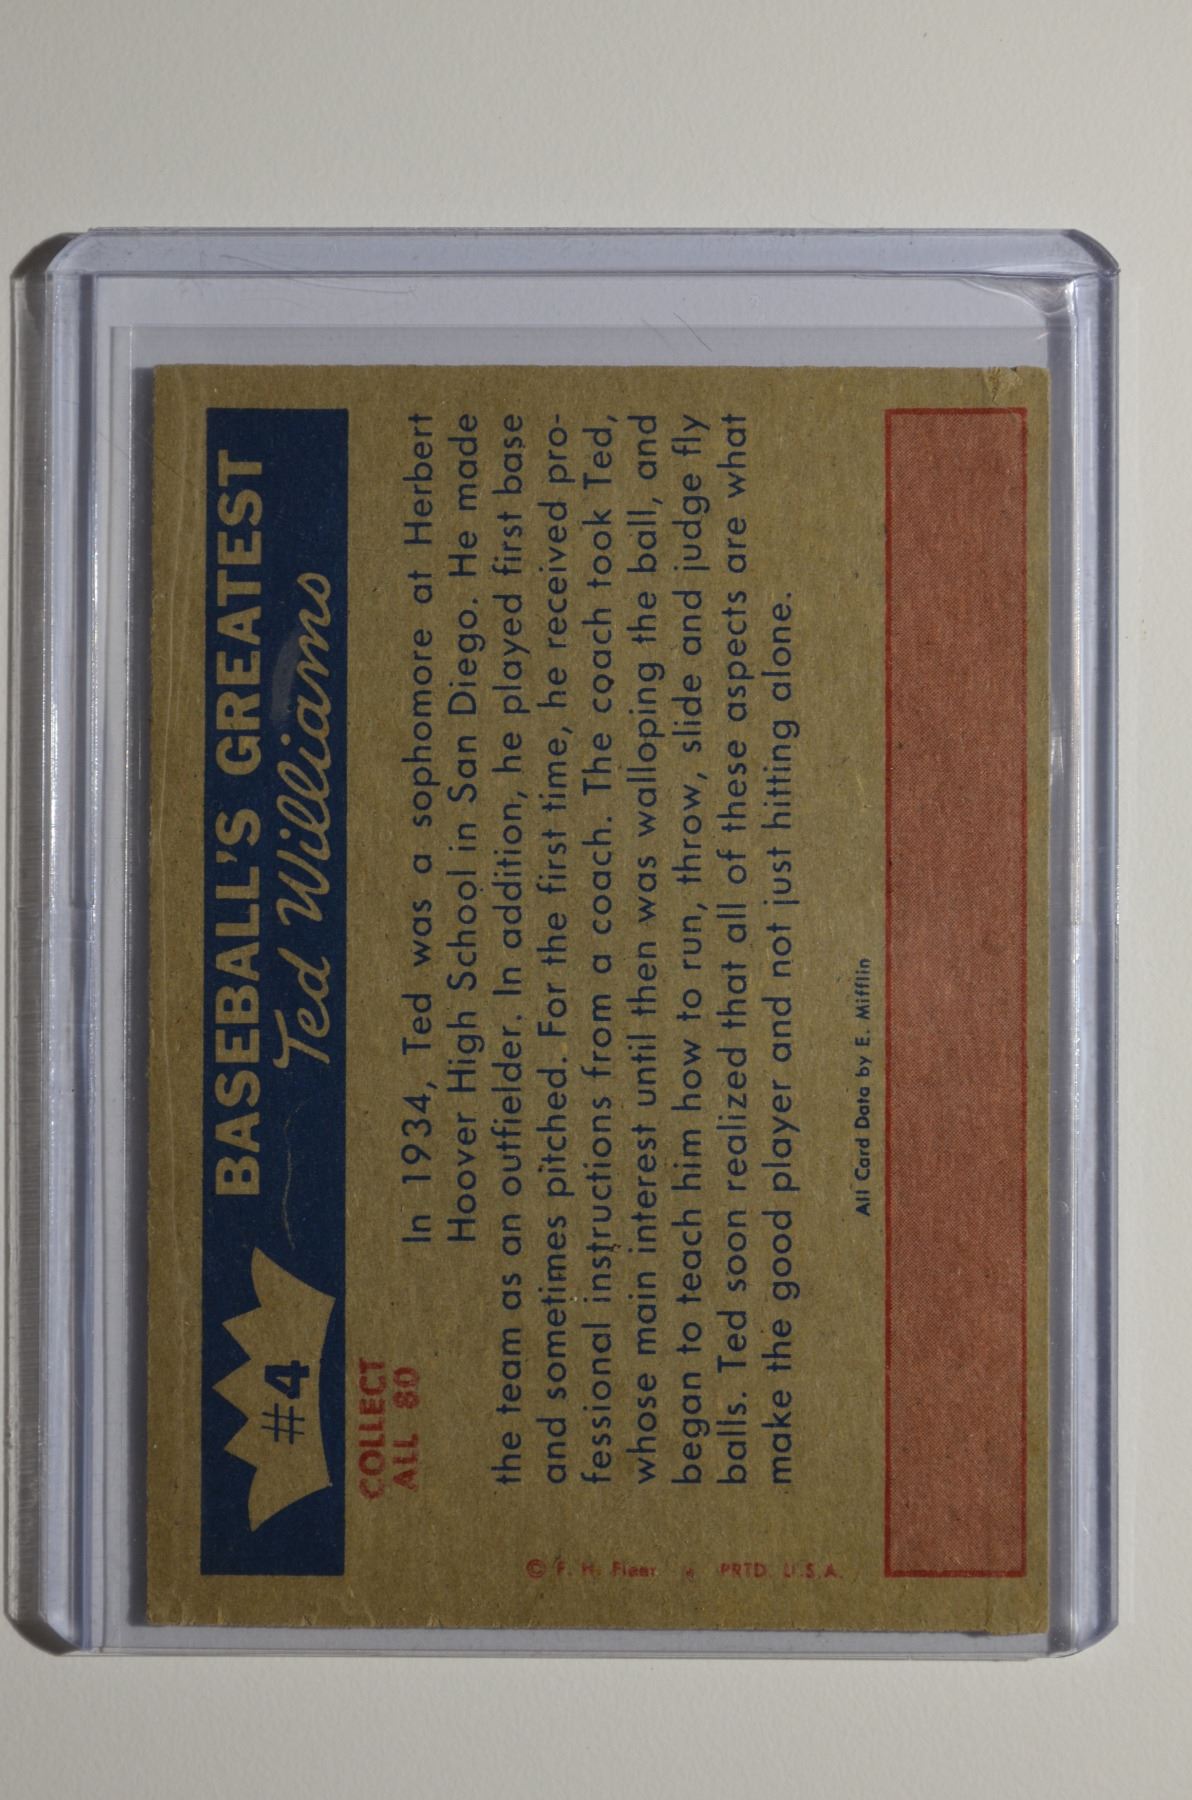 #4
BASEBALL'S GREATEST
Ted Williams
COLLECT
ALL 80
In 1934, Ted was a sophomore at Herbert
Hoover High School in San Diego. He made
the team as an outfielder. In addition, he played first base
and sometimes pitched. For the first time, he received pro-
fessional instructions from a coach. The coach took Ted,
whose main interest until then was walloping the ball, and
began to teach him how to run, throw, slide and judge fly
balls. Ted soon realized that all of these aspects are what
make the good player and not just hitting alone.
All Card Data by E. Mifflin
© F. H. Fleer • PRTD U.S.A.